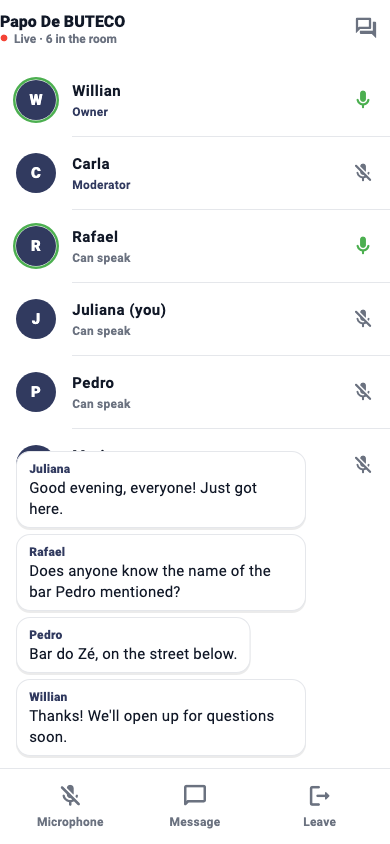 Papo De BUTECO
Live · 6 in the room
W
Willian
Owner
C
Carla
Moderator
R
Rafael
Can speak
J
Juliana (you)
Can speak
P
Pedro
Can speak
Juliana
Good evening, everyone! Just got
here.
Rafael
Does anyone know the name of the
bar Pedro mentioned?
Pedro
Bar do Zé, on the street below.
Willian
Thanks! We'll open up for questions
soon.
Microphone
Message
Leave